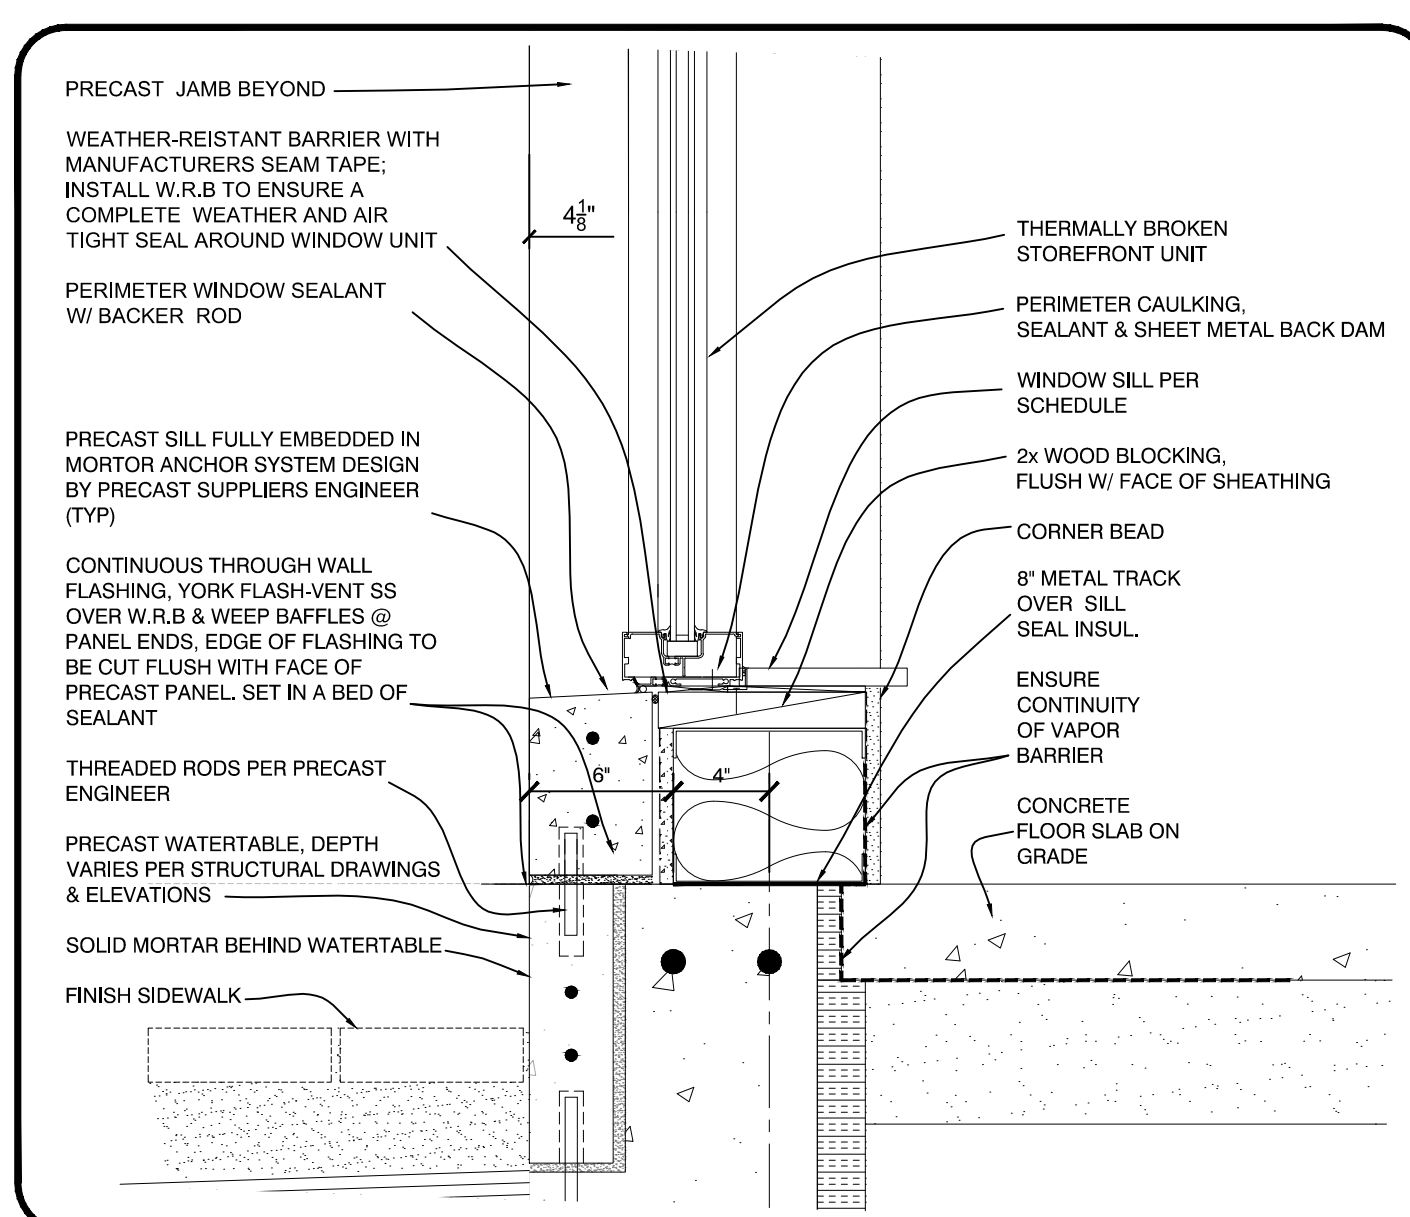 PRECAST JAMB BEYOND
WEATHER-REISTANT BARRIER WITH
MANUFACTURERS SEAM TAPE;
INSTALL W.R.B TO ENSURE A
COMPLETE WEATHER AND AIR
TIGHT SEAL AROUND WINDOW UNIT
PERIMETER WINDOW SEALANT
W/ BACKER ROD
PRECAST SILL FULLY EMBEDDED IN
MORTOR ANCHOR SYSTEM DESIGN
BY PRECAST SUPPLIERS ENGINEER
(TYP)
CONTINUOUS THROUGH WALL
FLASHING, YORK FLASH-VENT SS
OVER W.R.B & WEEP BAFFLES @
PANEL ENDS, EDGE OF FLASHING TO
BE CUT FLUSH WITH FACE OF
PRECAST PANEL. SET IN A BED OF
SEALANT
THREADED RODS PER PRECAST
ENGINEER
PRECAST WATERTABLE, DEPTH
VARIES PER STRUCTURAL DRAWINGS
& ELEVATIONS
SOLID MORTAR BEHIND WATERTABLE
FINISH SIDEWALK
4 1/8"
6"
4"
THERMALLY BROKEN
STOREFRONT UNIT
PERIMETER CAULKING,
SEALANT & SHEET METAL BACK DAM
WINDOW SILL PER
SCHEDULE
2x WOOD BLOCKING,
FLUSH W/ FACE OF SHEATHING
CORNER BEAD
8" METAL TRACK
OVER SILL
SEAL INSUL.
ENSURE
CONTINUITY
OF VAPOR
BARRIER
CONCRETE
FLOOR SLAB ON
GRADE